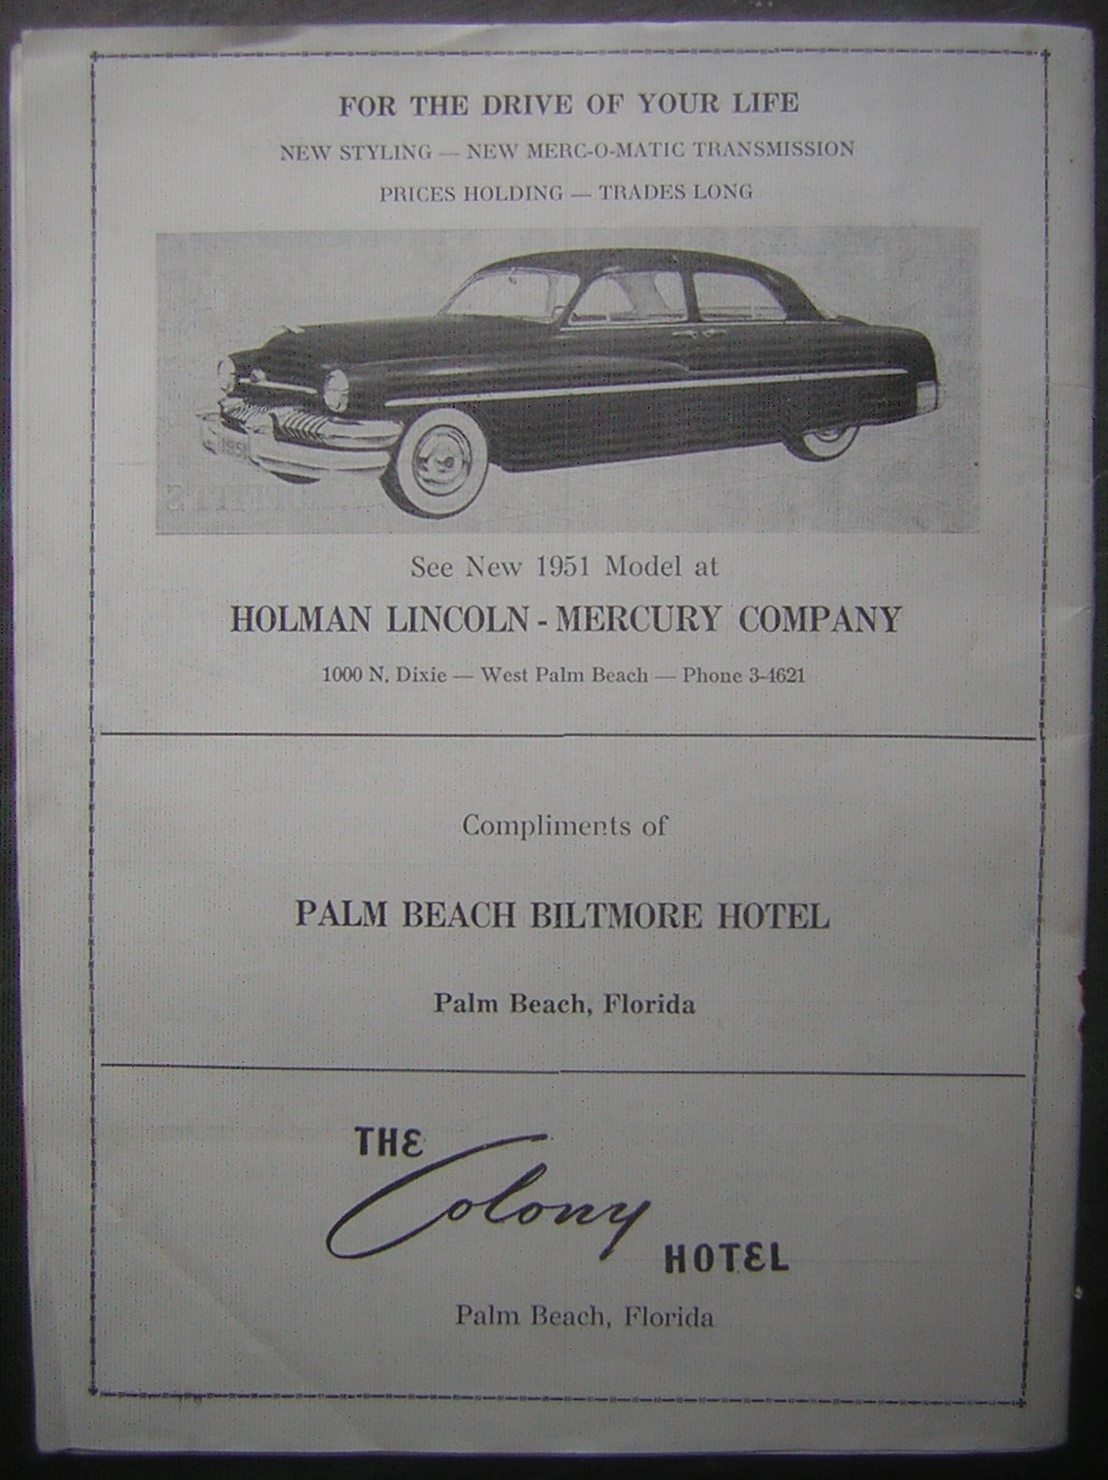 FOR THE DRIVE OF YOUR LIFE
NEW STYLING — NEW MERC-O-MATIC TRANSMISSION
PRICES HOLDING — TRADES LONG
1951
See New 1951 Model at
HOLMAN LINCOLN - MERCURY COMPANY
1000 N. Dixie — West Palm Beach — Phone 3-4621
Compliments of
PALM BEACH BILTMORE HOTEL
Palm Beach, Florida
THE
Colony
HOTEL
Palm Beach, Florida